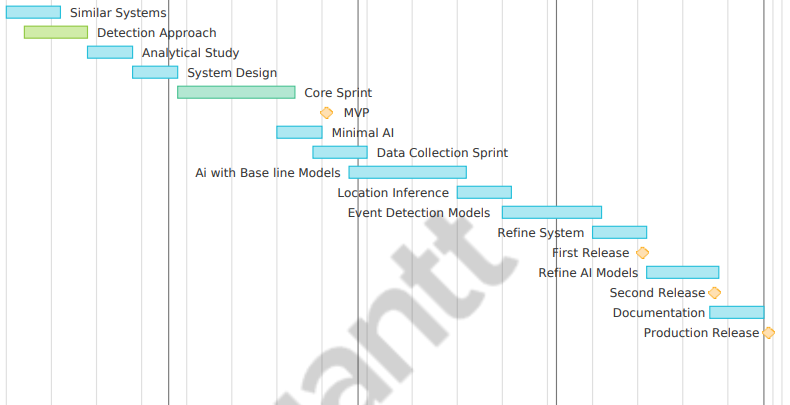 Similar Systems
Detection Approach
Analytical Study
System Design
Core Sprint
MVP
Minimal AI
Data Collection Sprint
Ai with Base line Models
Location Inference
Event Detection Models
Refine System
First Release
Refine AI Models
Second Release
Documentation
Production Release
antt